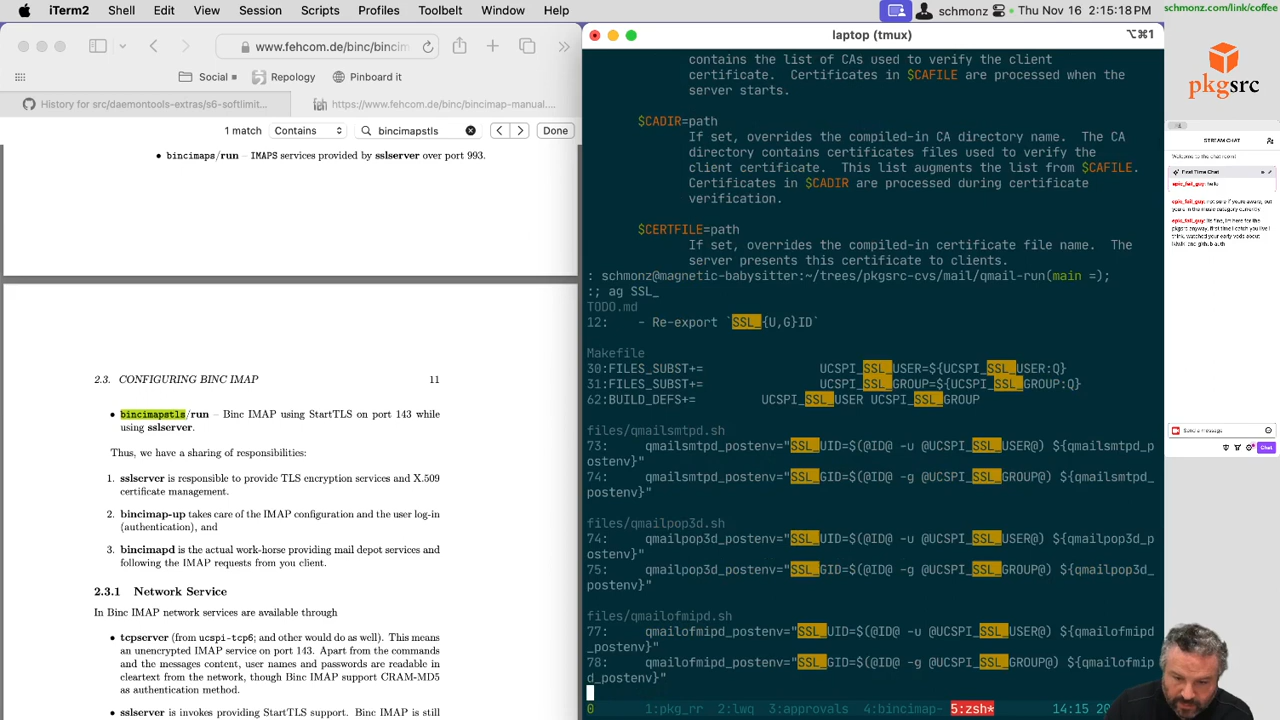 iTerm2 Shell Edit View Session Scripts Profiles Toolbelt Window Help
schmonz
Thu Nov 16 2:15:18 PM
schmonz.com/link/coffee
www.fehcom.de/binc/bincim
Social
Repology
Pinboard it
History for src/daemontools-extras/s6-softlimit...
https://www.fehcom.de/binc/bincimap-manual....
1 match Contains bincimapstls Done
• bincimaps/run – IMAPS services provided by sslserver over port 993.
2.3. CONFIGURING BINC IMAP 11
• bincimapstls/run – Binc IMAP using StartTLS on port 143 while
using sslserver.
Thus, we have a sharing of responsibilities:
1. sslserver is responsible to provide TLS encryption services and X.509
certificate management.
2. bincimap-up takes care of the IMAP configuration and the user log-in
(authentication), and
3. bincimapd is the actual work-horse providing mail depot services and
following the IMAP requests from you client.
2.3.1 Network Service
In Binc IMAP network services are available through
• tcpserver (from ucspi-tcp6; and other would do as well). This means
an unencrypted IMAP service on port 143. Apart from the commands
and the messages content, user names and passwords are readable in
cleartext from the network, though Binc IMAP support CRAM-MD5
as authentication method.
• sslserver is invokes providing StartTLS support. Binc IMAP is still
laptop (tmux)
⌥⌘1
contains the list of CAs used to verify the client
certificate. Certificates in $CAFILE are processed when the
server starts.
$CADIR=path
If set, overrides the compiled-in CA directory name. The CA
directory contains certificates files used to verify the
client certificate. This list augments the list from $CAFILE.
Certificates in $CADIR are processed during certificate
verification.
$CERTFILE=path
If set, overrides the compiled-in certificate file name. The
server presents this certificate to clients.
: schmonz@magnetic-babysitter:~/trees/pkgsrc-cvs/mail/qmail-run(main =);
:; ag SSL_
TODO.md
12: - Re-export `SSL_{U,G}ID`
Makefile
30:FILES_SUBST+= UCSPI_SSL_USER=${UCSPI_SSL_USER:Q}
31:FILES_SUBST+= UCSPI_SSL_GROUP=${UCSPI_SSL_GROUP:Q}
62:BUILD_DEFS+= UCSPI_SSL_USER UCSPI_SSL_GROUP
files/qmailsmtpd.sh
73: qmailsmtpd_postenv="SSL_UID=$(@ID@ -u @UCSPI_SSL_USER@) ${qmailsmtpd_p
ostenv}"
74: qmailsmtpd_postenv="SSL_GID=$(@ID@ -g @UCSPI_SSL_GROUP@) ${qmailsmtpd_
postenv}"
files/qmailpop3d.sh
74: qmailpop3d_postenv="SSL_UID=$(@ID@ -u @UCSPI_SSL_USER@) ${qmailpop3d_p
ostenv}"
75: qmailpop3d_postenv="SSL_GID=$(@ID@ -g @UCSPI_SSL_GROUP@) ${qmailpop3d_
postenv}"
files/qmailofmipd.sh
77: qmailofmipd_postenv="SSL_UID=$(@ID@ -u @UCSPI_SSL_USER@) ${qmailofmipd
_postenv}"
78: qmailofmipd_postenv="SSL_GID=$(@ID@ -g @UCSPI_SSL_GROUP@) ${qmailofmip
d_postenv}"
0 1:pkg_rr 2:lwq 3:approvals 4:bincimap- 5:zsh* 14:15 20
pkgsrc
STREAM CHAT
Welcome to the chat room!
First Time Chat
epic_fail_guy: hello
Send a message
Chat